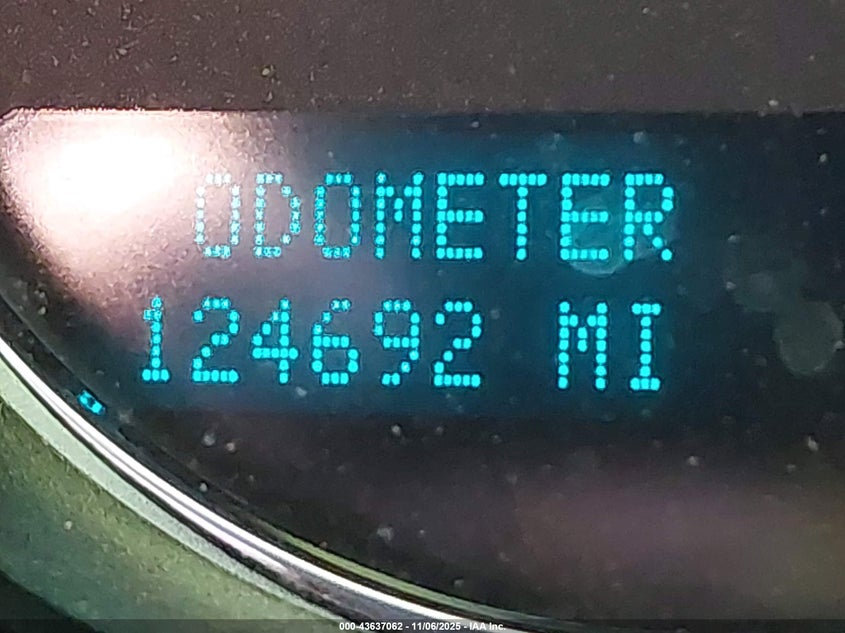 ODOMETER
124692 MI
000-43637062 - 11/06/2025 - IAA Inc.